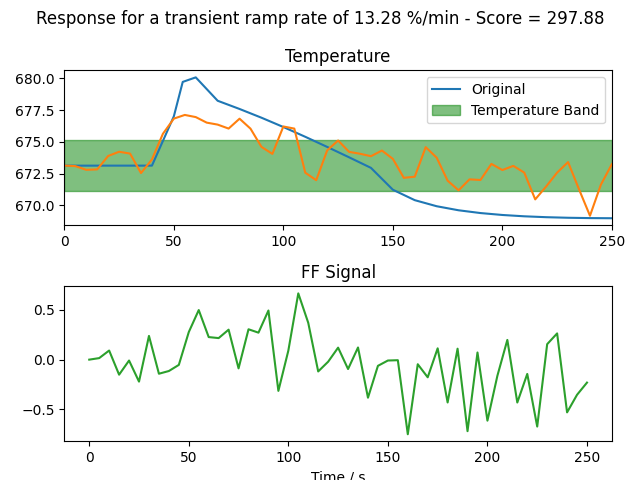 Response for a transient ramp rate of 13.28 %/min - Score = 297.88
Temperature
680.0
677.5
675.0
672.5
670.0
Original
Temperature Band
0 50 100 150 200 250
FF Signal
0.5
0.0
−0.5
0 50 100 150 200 250
Time / s